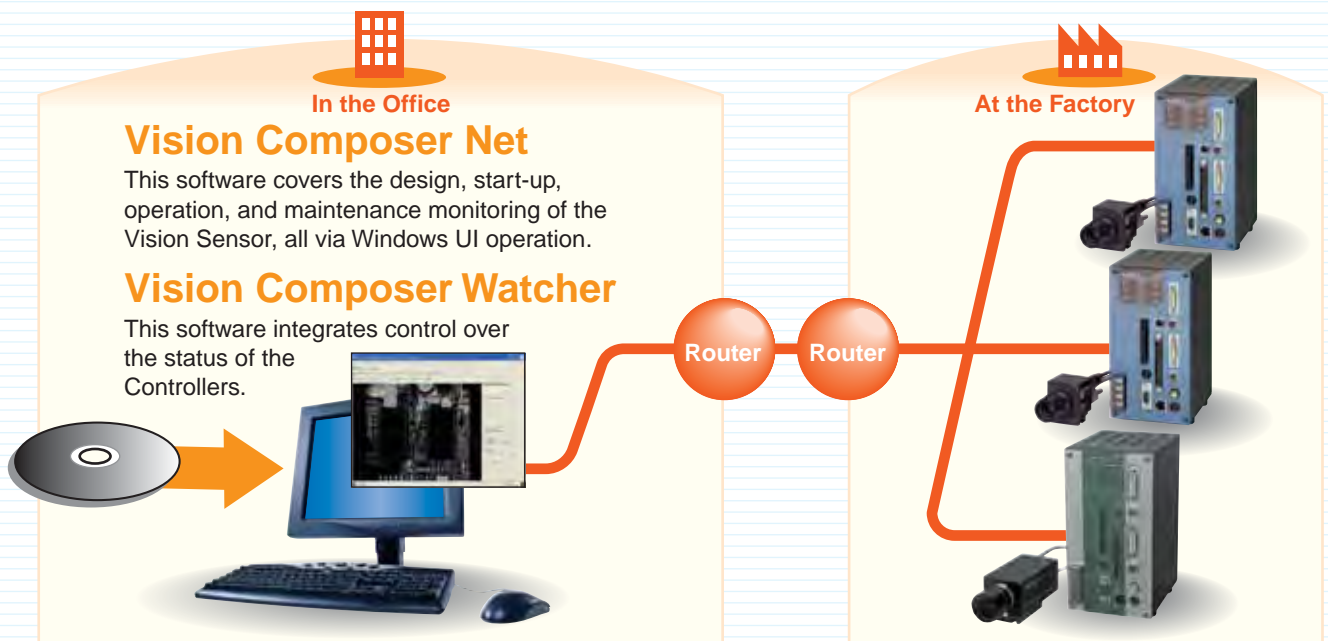 In the Office
Vision Composer Net
This software covers the design, start-up,
operation, and maintenance monitoring of the
Vision Sensor, all via Windows UI operation.
Vision Composer Watcher
This software integrates control over
the status of the
Controllers.
Router
Router
At the Factory